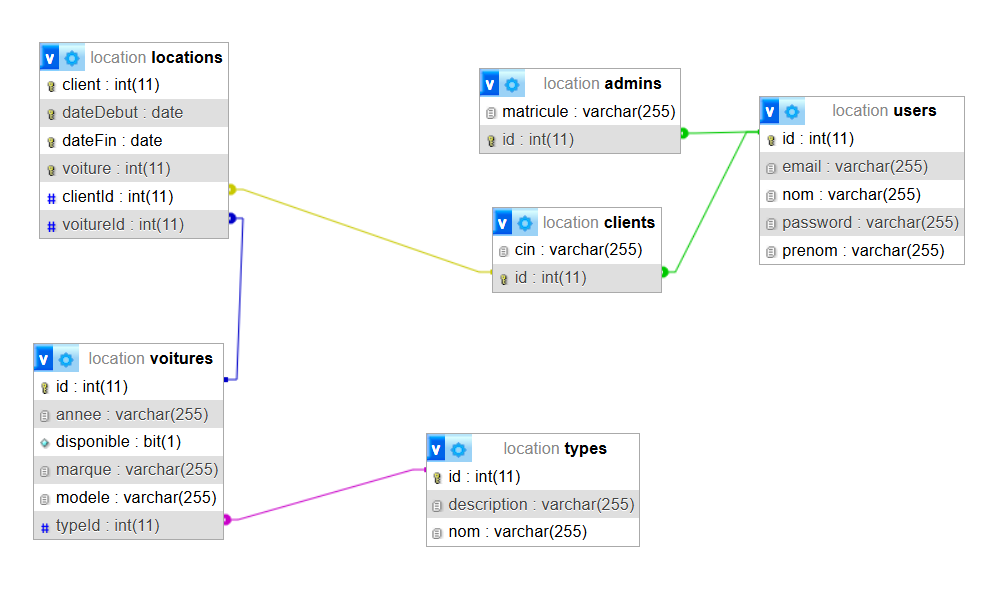 v location locations
client : int(11)
dateDebut : date
dateFin : date
voiture : int(11)
# clientId : int(11)
# voitureId : int(11)
v location admins
matricule : varchar(255)
id : int(11)
v location users
id : int(11)
email : varchar(255)
nom : varchar(255)
password : varchar(255)
prenom : varchar(255)
v location clients
cin : varchar(255)
id : int(11)
v location voitures
id : int(11)
annee : varchar(255)
disponible : bit(1)
marque : varchar(255)
modele : varchar(255)
# typeId : int(11)
v location types
id : int(11)
description : varchar(255)
nom : varchar(255)